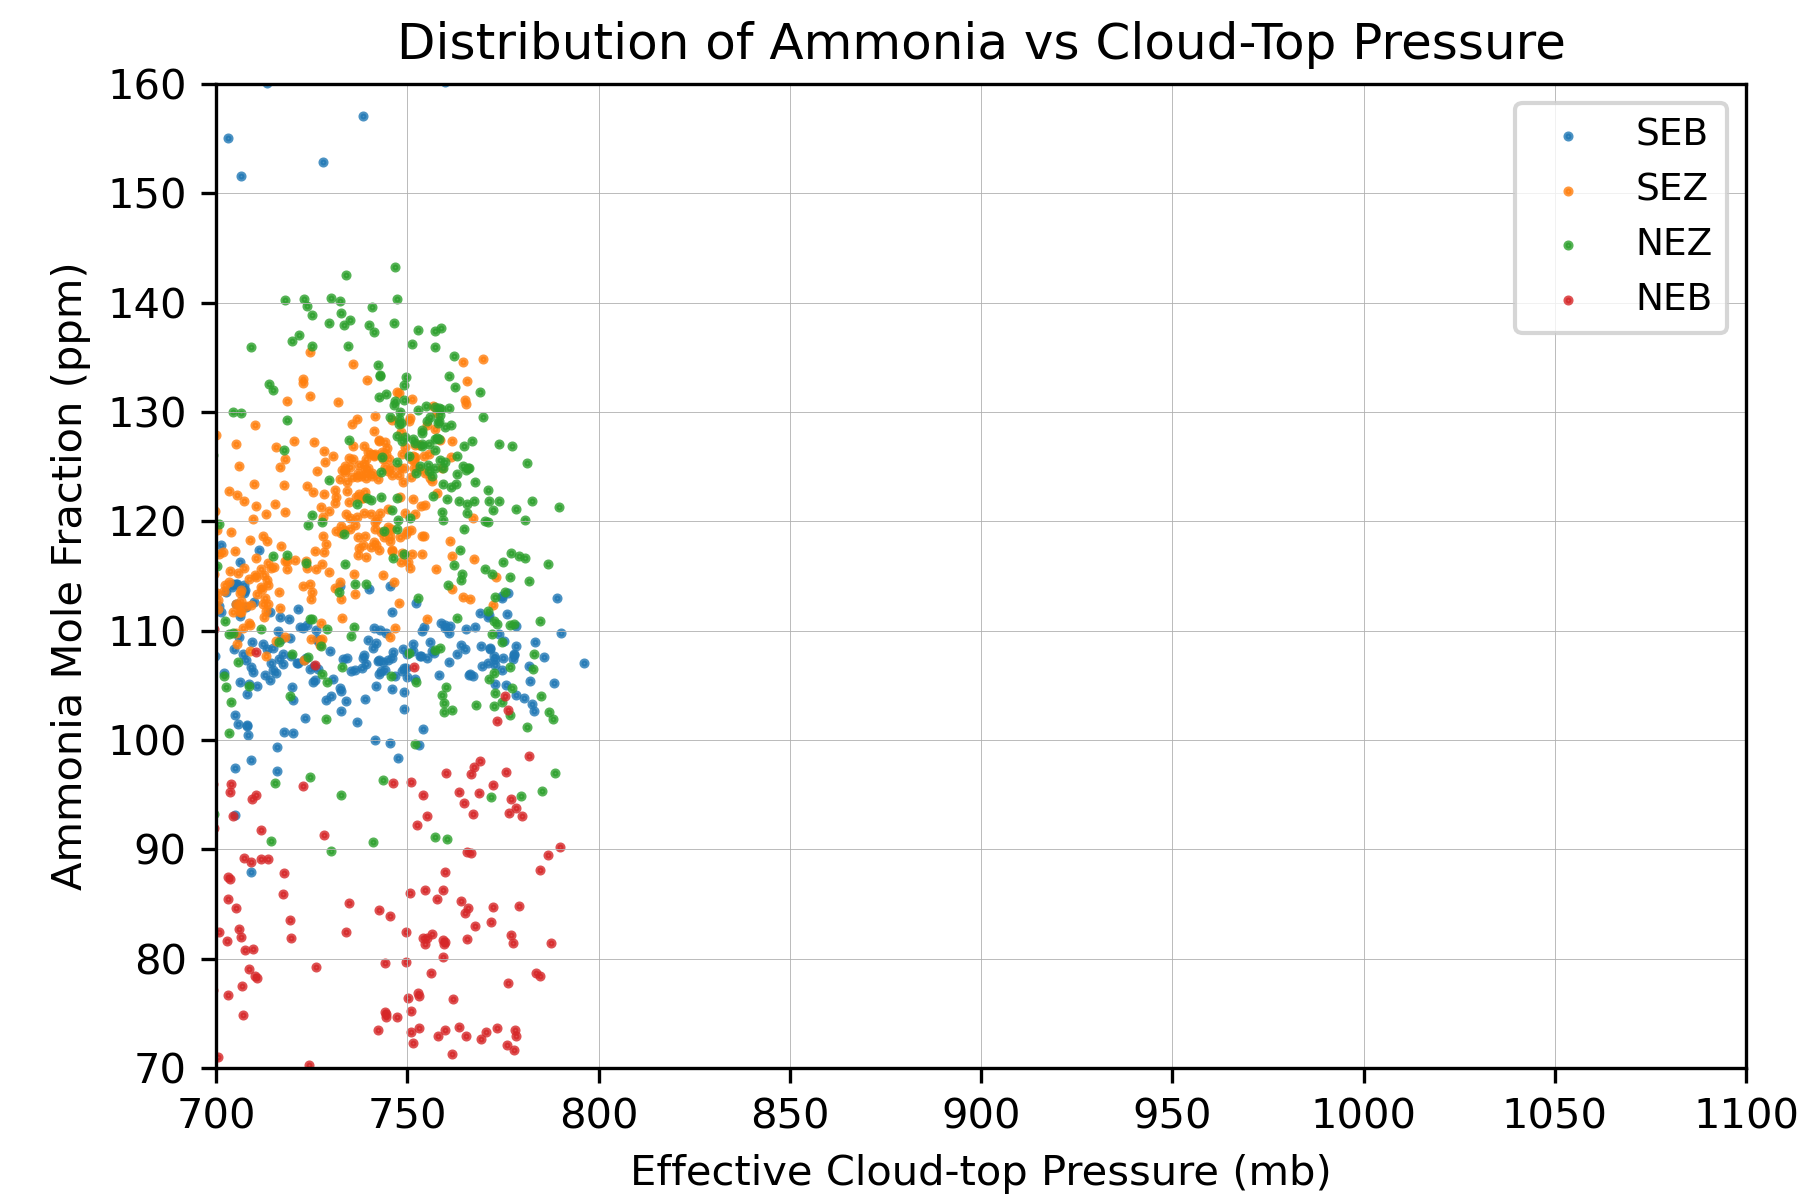 Distribution of Ammonia vs Cloud-Top Pressure
160
150
140
130
120
110
100
90
80
70
Ammonia Mole Fraction (ppm)
SEB
SEZ
NEZ
NEB
700 750 800 850 900 950 1000 1050 1100
Effective Cloud-top Pressure (mb)